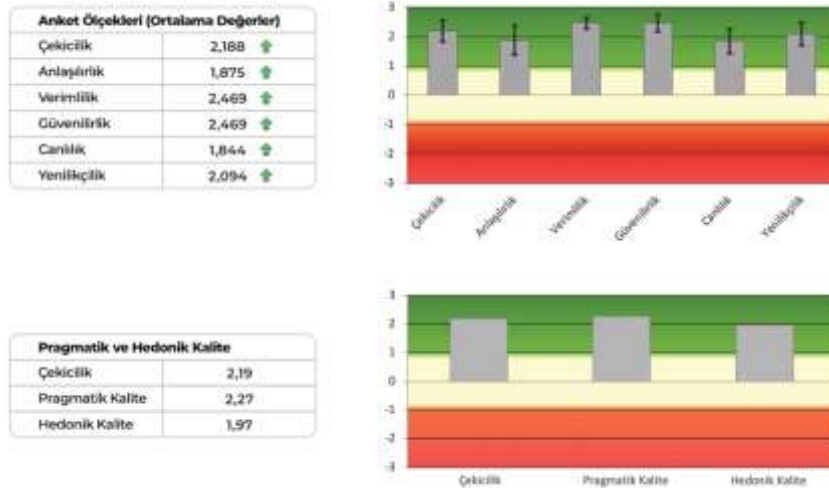 Anket Ölçekleri (Ortalama Değerler)
Çekicilik 2,188
Anlaşılırlık 1,875
Verimlilik 2,469
Güvenilirlik 2,469
Canlılık 1,844
Yenilikçilik 2,094
3
2
1
0
-1
-2
-3
Çekicilik
Anlaşılırlık
Verimlilik
Güvenilirlik
Canlılık
Yenilikçilik
Pragmatik ve Hedonik Kalite
Çekicilik 2,19
Pragmatik Kalite 2,27
Hedonik Kalite 1,97
3
2
1
0
-1
-2
-3
Çekicilik Pragmatik Kalite Hedonik Kalite